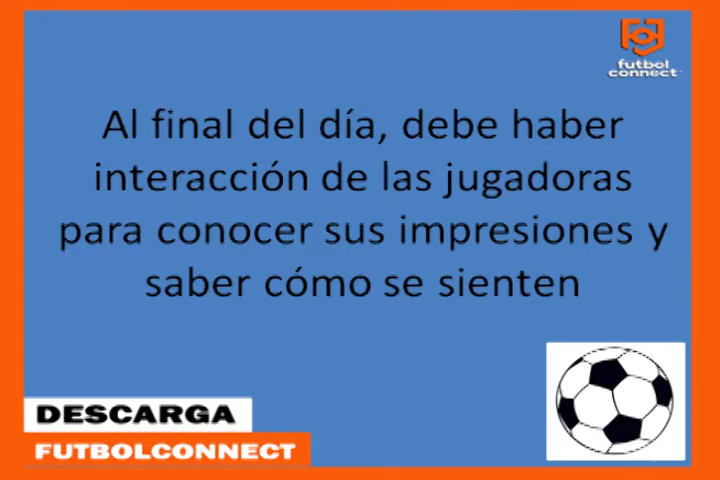 futbol
connect
Al final del día, debe haber
interacción de las jugadoras
para conocer sus impresiones y
saber cómo se sienten
DESCARGA
FUTBOLCONNECT